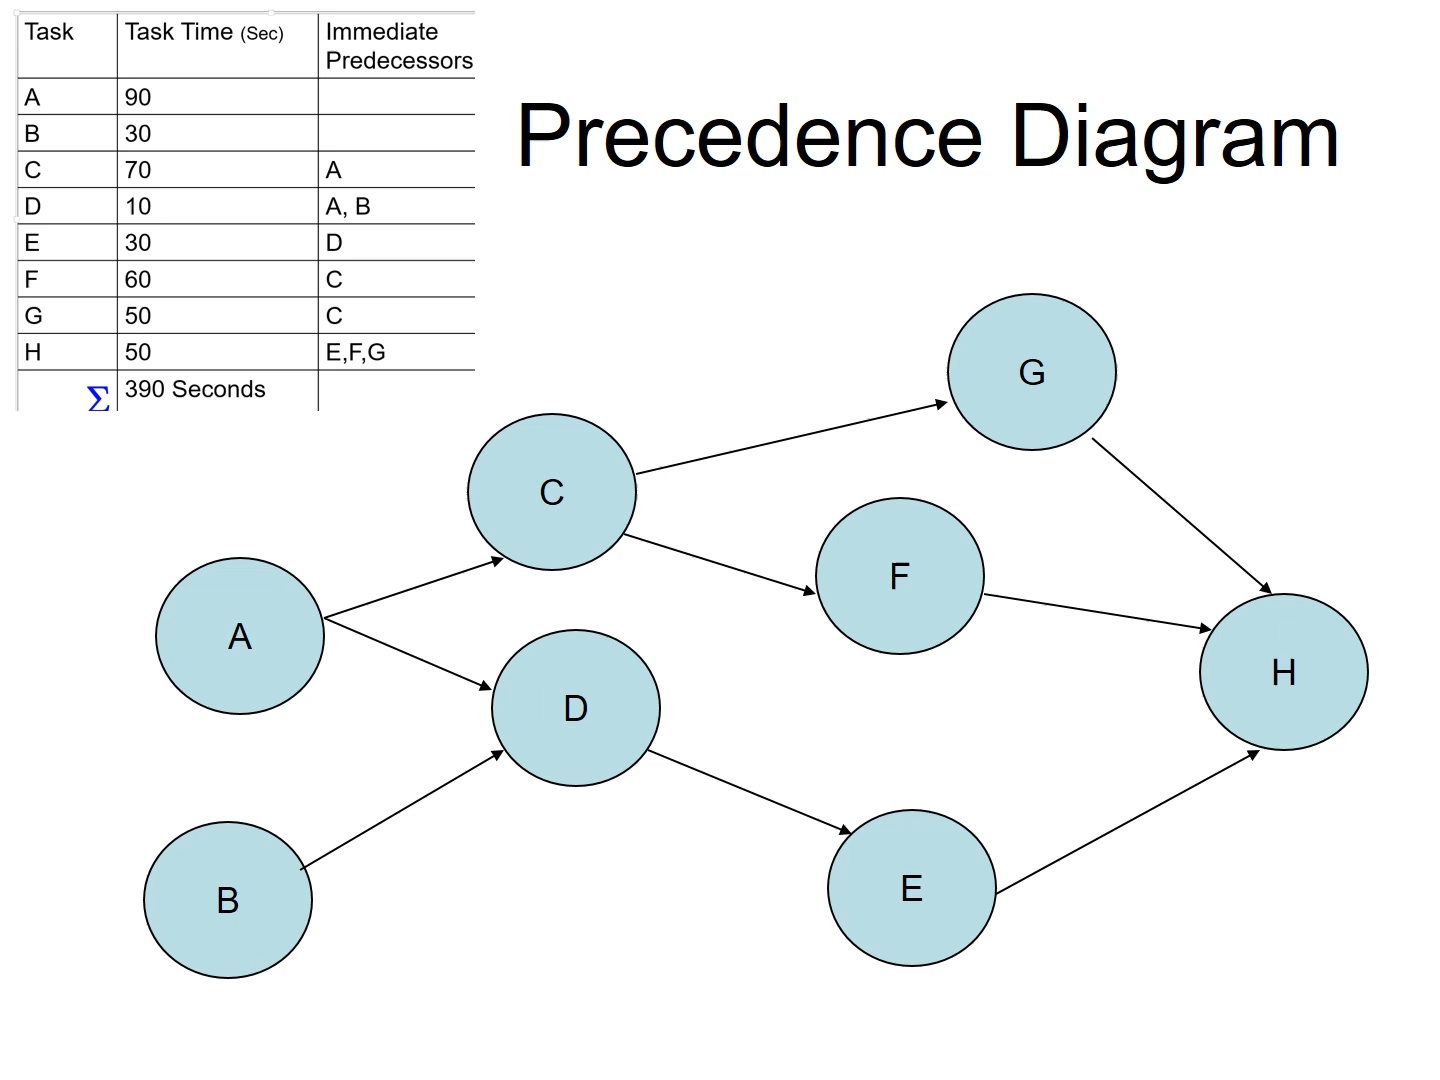 Task Task Time (Sec) Immediate
Predecessors
A 90
B 30
C 70 A
D 10 A, B
E 30 D
F 60 C
G 50 C
H 50 E,F,G
Σ 390 Seconds
Precedence Diagram
G
C
F
A
H
D
E
B